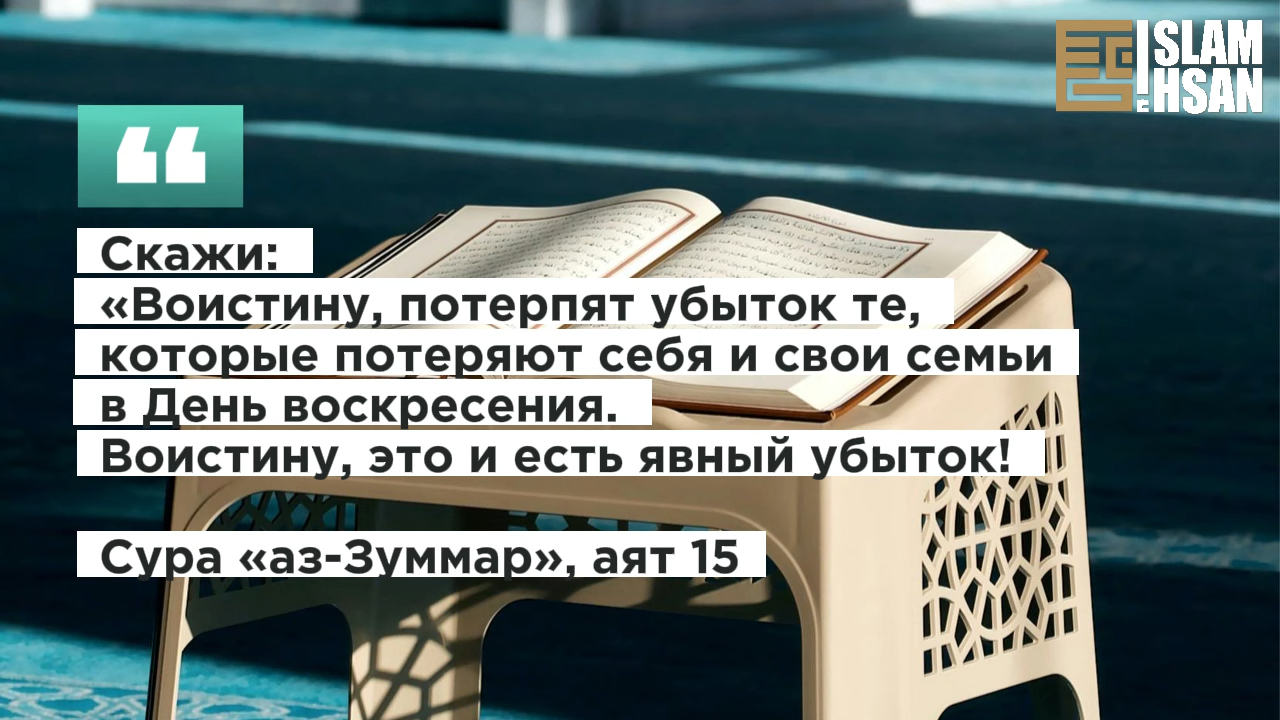 ISLAM
E IHSAN
Скажи:
«Воистину, потерпят убыток те,
которые потеряют себя и свои семьи
в День воскресения.
Воистину, это и есть явный убыток!
Сура «аз-Зуммар», аят 15